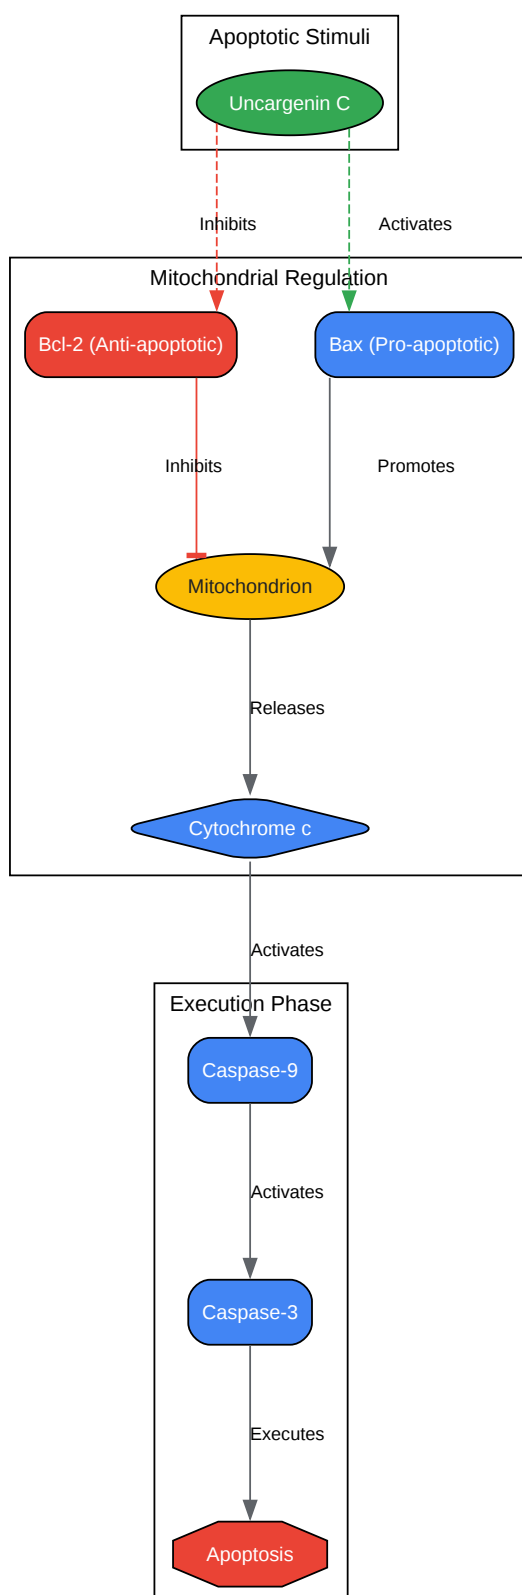 Apoptotic Stimuli
Uncargenin C
Inhibits
Activates
Mitochondrial Regulation
Bcl-2 (Anti-apoptotic)
Bax (Pro-apoptotic)
Inhibits
Promotes
Mitochondrion
Releases
Cytochrome c
Activates
Execution Phase
Caspase-9
Activates
Caspase-3
Executes
Apoptosis